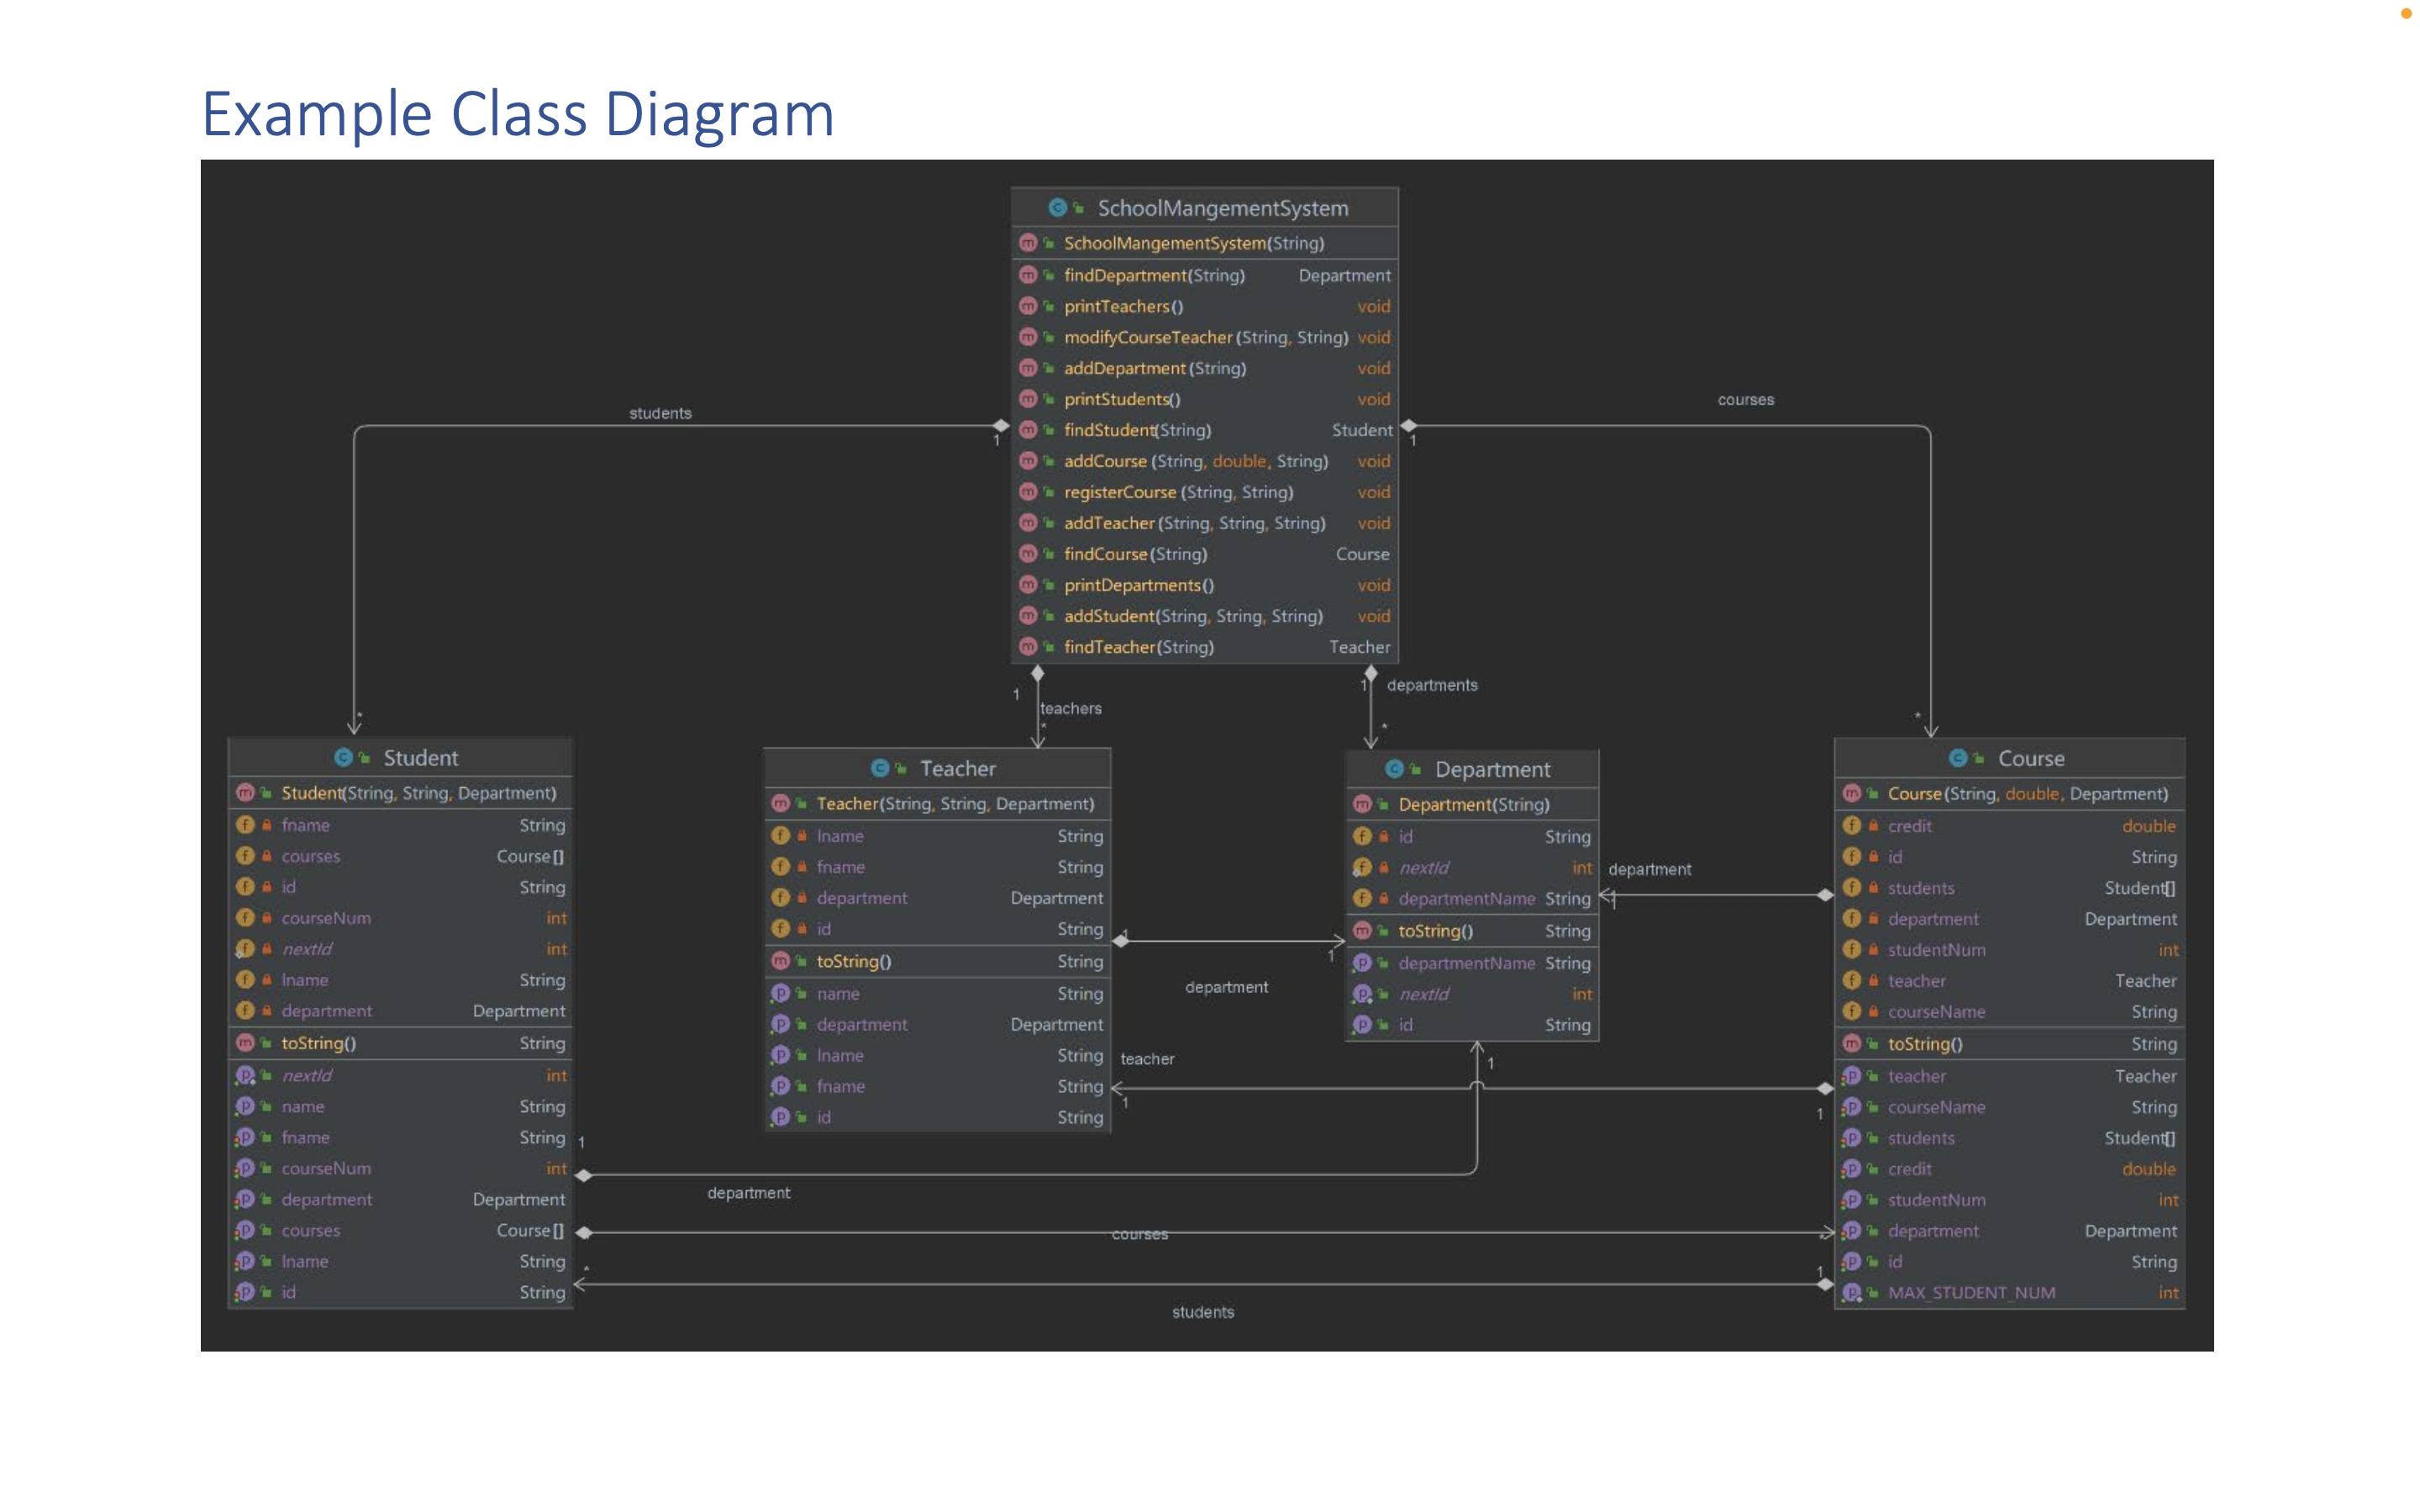 Example Class Diagram
SchoolMangementSystem
SchoolMangementSystem(String)
findDepartment(String) Department
printTeachers() void
modifyCourseTeacher(String, String) void
addDepartment(String) void
printStudents() void
findStudent(String) Student
addCourse(String, double, String) void
registerCourse(String, String) void
addTeacher(String, String, String) void
findCourse(String) Course
printDepartments() void
addStudent(String, String, String) void
findTeacher(String) Teacher
students
1
*
courses
1
*
1
teachers
*
1
departments
*
Student
Student(String, String, Department)
fname String
courses Course[]
id String
courseNum int
nextId int
lname String
department Department
toString() String
nextId int
name String
fname String
courseNum int
department Department
courses Course[]
lname String
id String
Teacher
Teacher(String, String, Department)
lname String
fname String
department Department
id String
toString() String
name String
department Department
lname String
fname String
id String
Department
Department(String)
id String
nextId int
departmentName String
toString() String
departmentName String
nextId int
id String
Course
Course(String, double, Department)
credit double
id String
students Student[]
department Department
studentNum int
teacher Teacher
courseName String
toString() String
teacher Teacher
courseName String
students Student[]
credit double
studentNum int
department Department
id String
MAX_STUDENT_NUM int
department
1
1
1
department
teacher
1
1
1
1
department
courses
*
*
1
students